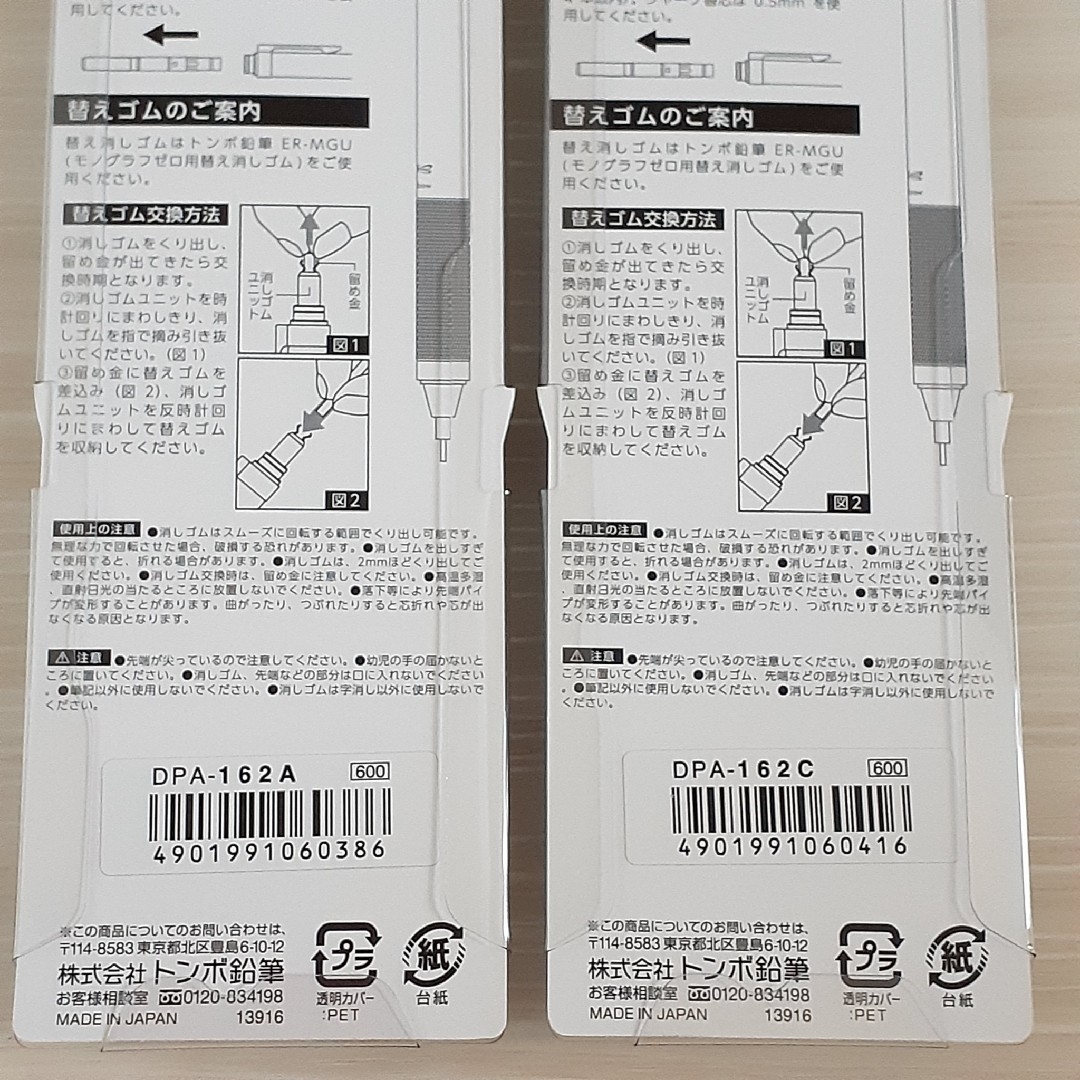 用してください。
替えゴムのご案内
替え消しゴムはトンボ鉛筆 ER-MGU
(モノグラフゼロ用替え消しゴム)をご使
用ください。
替えゴム交換方法
①消しゴムをくり出し、
留め金が出てきたら交
換時期となります。
②消しゴムユニットを時
計回りにまわしきり、消
しゴムを指で摘み引き抜
いてください。(図1)
③留め金に替えゴムを
差込み(図2)、消しゴ
ムユニットを反時計回
りにまわして替えゴム
を収納してください。
消しゴム
ユニット
留め金
図1
図2
使用上の注意 ●消しゴムはスムーズに回転する範囲でくり出し可能です。
無理な力で回転させた場合、破損する恐れがあります。●消しゴムを出しすぎ
て使用すると、折れる場合があります。●消しゴムは、2mmほどくり出してご
使用ください。●消しゴム交換時は、留め金に注意してください。●高温多湿
、直射日光の当たるところに放置しないでください。●落下等により先端パイ
プが変形することがあります。曲がったり、つぶれたりすると芯折れや芯が出
なくなる原因となります。
⚠注意 ●先端が尖っているので注意してください。●幼児の手の届かないと
ころに置いてください。●消しゴム、先端などの部分は口に入れないでください
。●筆記以外に使用しないでください。●消しゴムは字消し以外に使用しないで
ください。
DPA-162A 600
4901991060386
※この商品についてのお問い合わせは、
〒114-8583 東京都北区豊島6-10-12
株式会社トンボ鉛筆
お客様相談室 0120-834198
MADE IN JAPAN 13916
プラ
透明カバー
:PET
紙
台紙
シャープ替芯は 0.5mm を使
用してください。
替えゴムのご案内
替え消しゴムはトンボ鉛筆 ER-MGU
(モノグラフゼロ用替え消しゴム)をご使
用ください。
替えゴム交換方法
①消しゴムをくり出し、
留め金が出てきたら交
換時期となります。
②消しゴムユニットを時
計回りにまわしきり、消
しゴムを指で摘み引き抜
いてください。(図1)
③留め金に替えゴムを
差込み(図2)、消しゴ
ムユニットを反時計回
りにまわして替えゴム
を収納してください。
消しゴム
ユニット
留め金
図1
図2
使用上の注意 ●消しゴムはスムーズに回転する範囲でくり出し可能です。
無理な力で回転させた場合、破損する恐れがあります。●消しゴムを出しすぎ
て使用すると、折れる場合があります。●消しゴムは、2mmほどくり出してご
使用ください。●消しゴム交換時は、留め金に注意してください。●高温多湿
、直射日光の当たるところに放置しないでください。●落下等により先端パイ
プが変形することがあります。曲がったり、つぶれたりすると芯折れや芯が出
なくなる原因となります。
⚠注意 ●先端が尖っているので注意してください。●幼児の手の届かないと
ころに置いてください。●消しゴム、先端などの部分は口に入れないでください
。●筆記以外に使用しないでください。●消しゴムは字消し以外に使用しないで
ください。
DPA-162C 600
4901991060416
※この商品についてのお問い合わせは、
〒114-8583 東京都北区豊島6-10-12
株式会社トンボ鉛筆
お客様相談室 0120-834198
MADE IN JAPAN 13916
プラ
透明カバー
:PET
紙
台紙